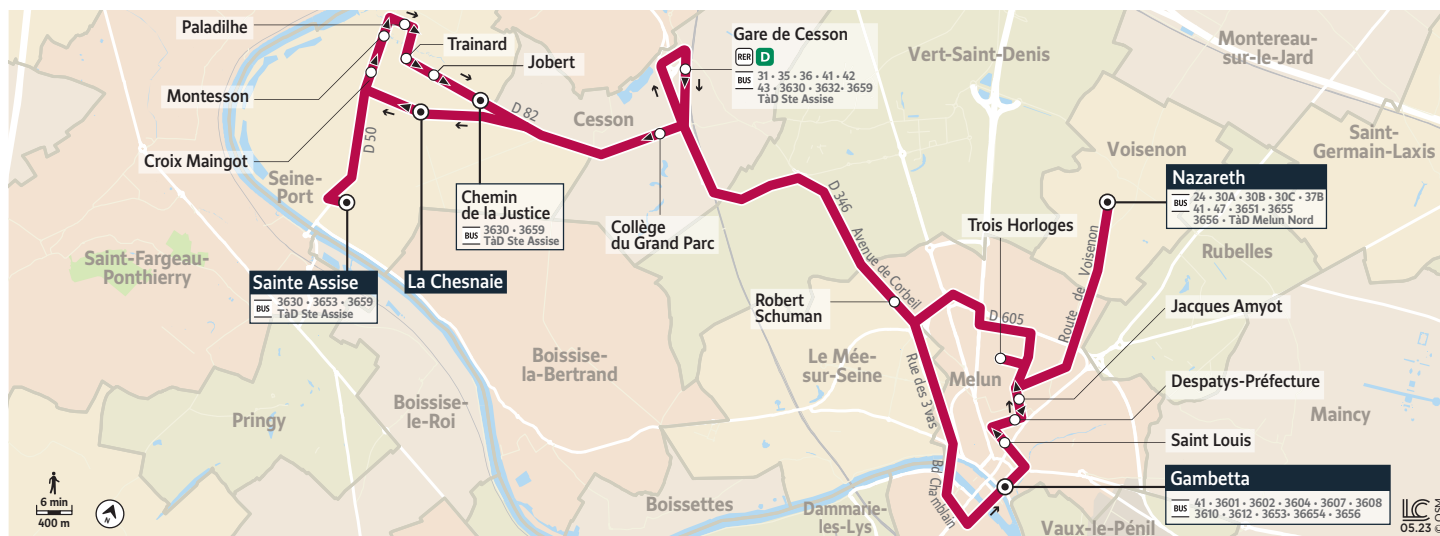 Paladilhe
Trainard
Jobert
Montesson
Croix Maingot
D 50
D 82
Seine-
Port
Saint-Fargeau-
Ponthierry
Sainte Assise
BUS
3630 • 3653 • 3659
TàD Ste Assise
La Chesnaie
Chemin
de la Justice
BUS
3630 • 3659
TàD Ste Assise
Cesson
Collège
du Grand Parc
Gare de Cesson
RER D
BUS
31 • 35 • 36 • 41 • 42
43 • 3630 • 3632 • 3659
TàD Ste Assise
Vert-Saint-Denis
Montereau-
sur-le-Jard
Saint-
Germain-Laxis
Voisenon
Nazareth
BUS
24 • 30A • 30B • 30C • 37B
41 • 47 • 3651 • 3655
3656 • TàD Melun Nord
Rubelles
Trois Horloges
D 346
Avenue de Corbeil
Route de Voisenon
D 605
Robert
Schuman
Jacques Amyot
Le Mée-
sur-Seine
Melun
Rue des 3 vas
Despatys-Préfecture
Maincy
Saint Louis
Boissise-
la-Bertrand
Boissise-
le-Roi
Pringy
Bd Chamblain
Gambetta
BUS
41 • 3601 • 3602 • 3604 • 3607 • 3608
3610 • 3612 • 3653 • 36654 • 3656
Boissettes
Dammarie-
les-Lys
Vaux-le-Pénil
6 min
400 m
N
LC
05.23
© OSM